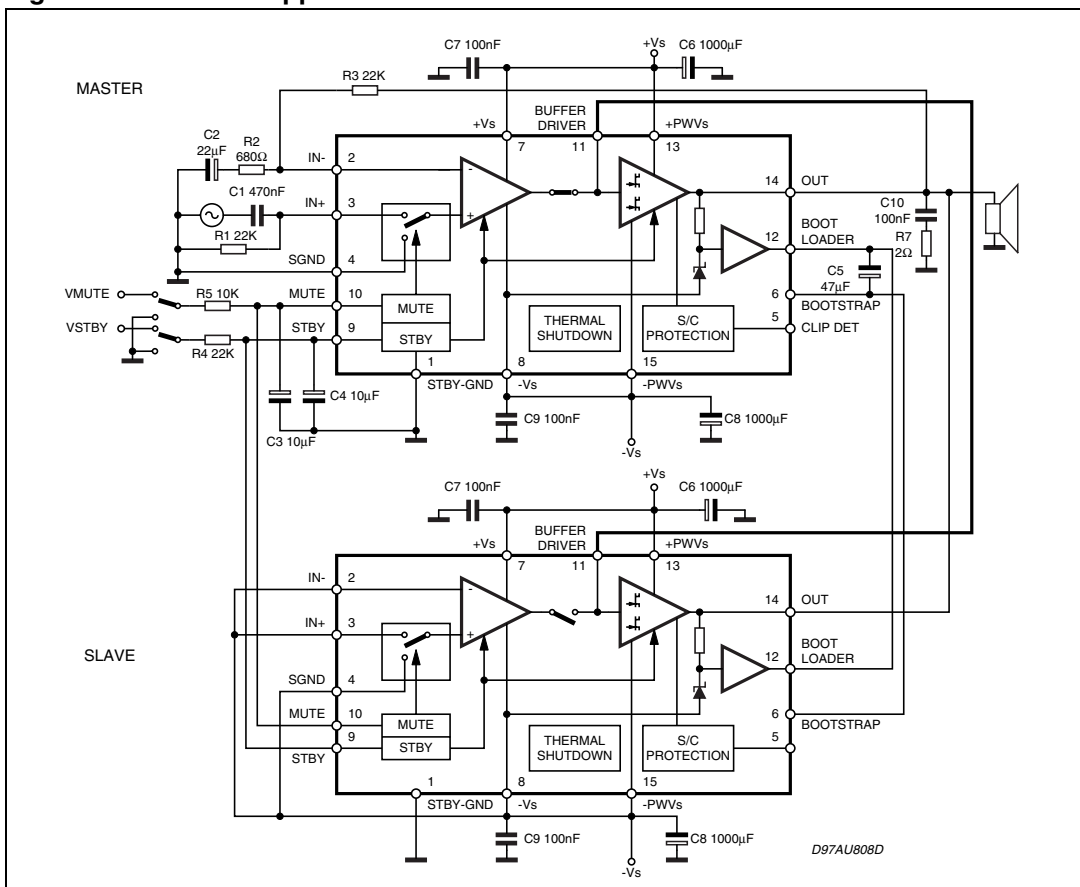 MASTER
C7 100nF
+Vs
C6 1000µF
R3 22K
BUFFER
DRIVER
+Vs
7
11
+PWVs
13
C2
22µF
R2
680Ω
IN-
2
-
C1 470nF
IN+
3
+
R1 22K
SGND
4
14
OUT
C10
100nF
R7
2Ω
12
BOOT
LOADER
C5
47µF
6
BOOTSTRAP
5
CLIP DET
VMUTE
R5 10K
MUTE
10
MUTE
VSTBY
R4 22K
STBY
9
STBY
THERMAL
SHUTDOWN
S/C
PROTECTION
1
STBY-GND
8
-Vs
15
-PWVs
C3 10µF
C4 10µF
C9 100nF
C8 1000µF
-Vs
SLAVE
C7 100nF
+Vs
C6 1000µF
BUFFER
DRIVER
+Vs
7
11
+PWVs
13
IN-
2
-
IN+
3
+
SGND
4
14
OUT
12
BOOT
LOADER
6
BOOTSTRAP
5
MUTE
10
MUTE
STBY
9
STBY
THERMAL
SHUTDOWN
S/C
PROTECTION
1
STBY-GND
8
-Vs
15
-PWVs
C9 100nF
C8 1000µF
-Vs
D97AU808D